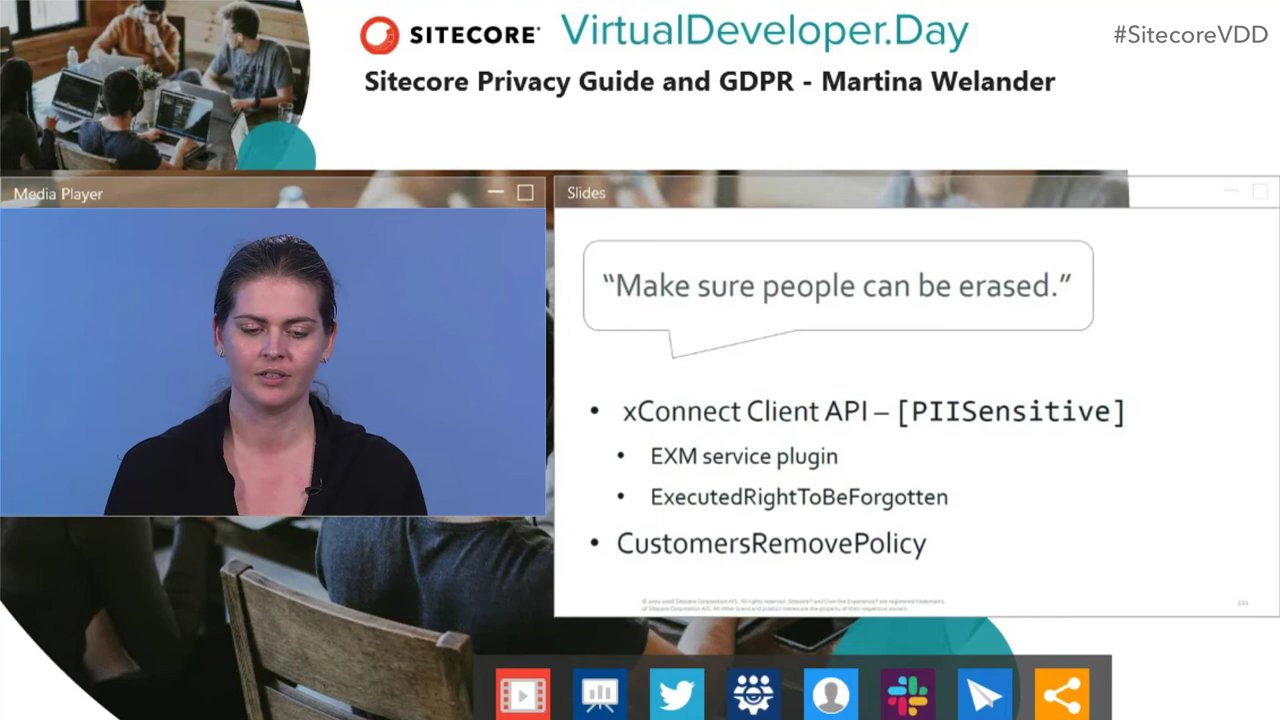 SITECORE VirtualDeveloper.Day
#SitecoreVDD
Sitecore Privacy Guide and GDPR - Martina Welander
Media Player
Slides
“Make sure people can be erased.”
• xConnect Client API – [PIISensitive]
• EXM service plugin
• ExecutedRightToBeForgotten
• CustomersRemovePolicy